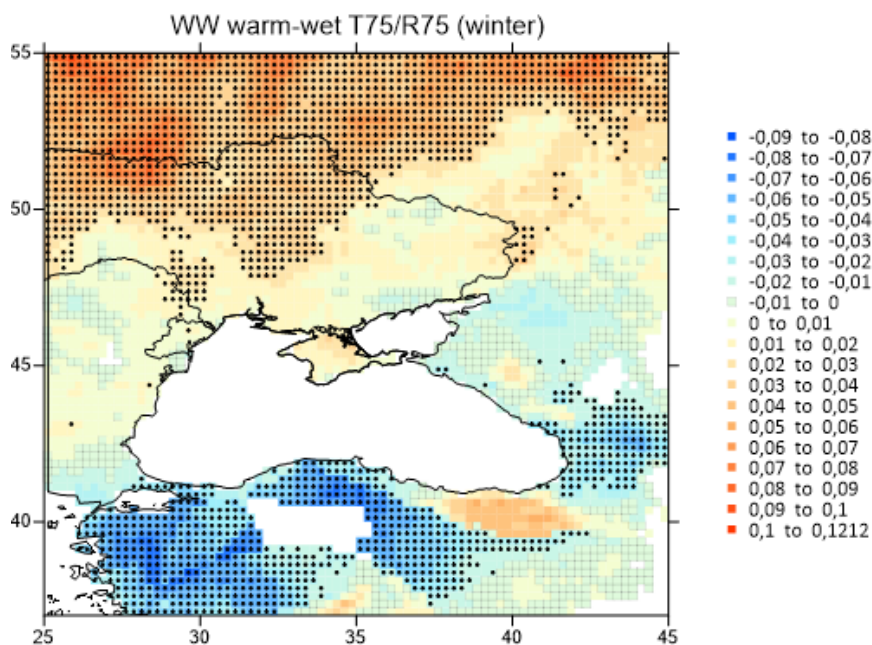 WW warm-wet T75/R75 (winter)
55
50
45
40
25
30
35
40
45
-0,09 to -0,08
-0,08 to -0,07
-0,07 to -0,06
-0,06 to -0,05
-0,05 to -0,04
-0,04 to -0,03
-0,03 to -0,02
-0,02 to -0,01
-0,01 to 0
0 to 0,01
0,01 to 0,02
0,02 to 0,03
0,03 to 0,04
0,04 to 0,05
0,05 to 0,06
0,06 to 0,07
0,07 to 0,08
0,08 to 0,09
0,09 to 0,1
0,1 to 0,1212